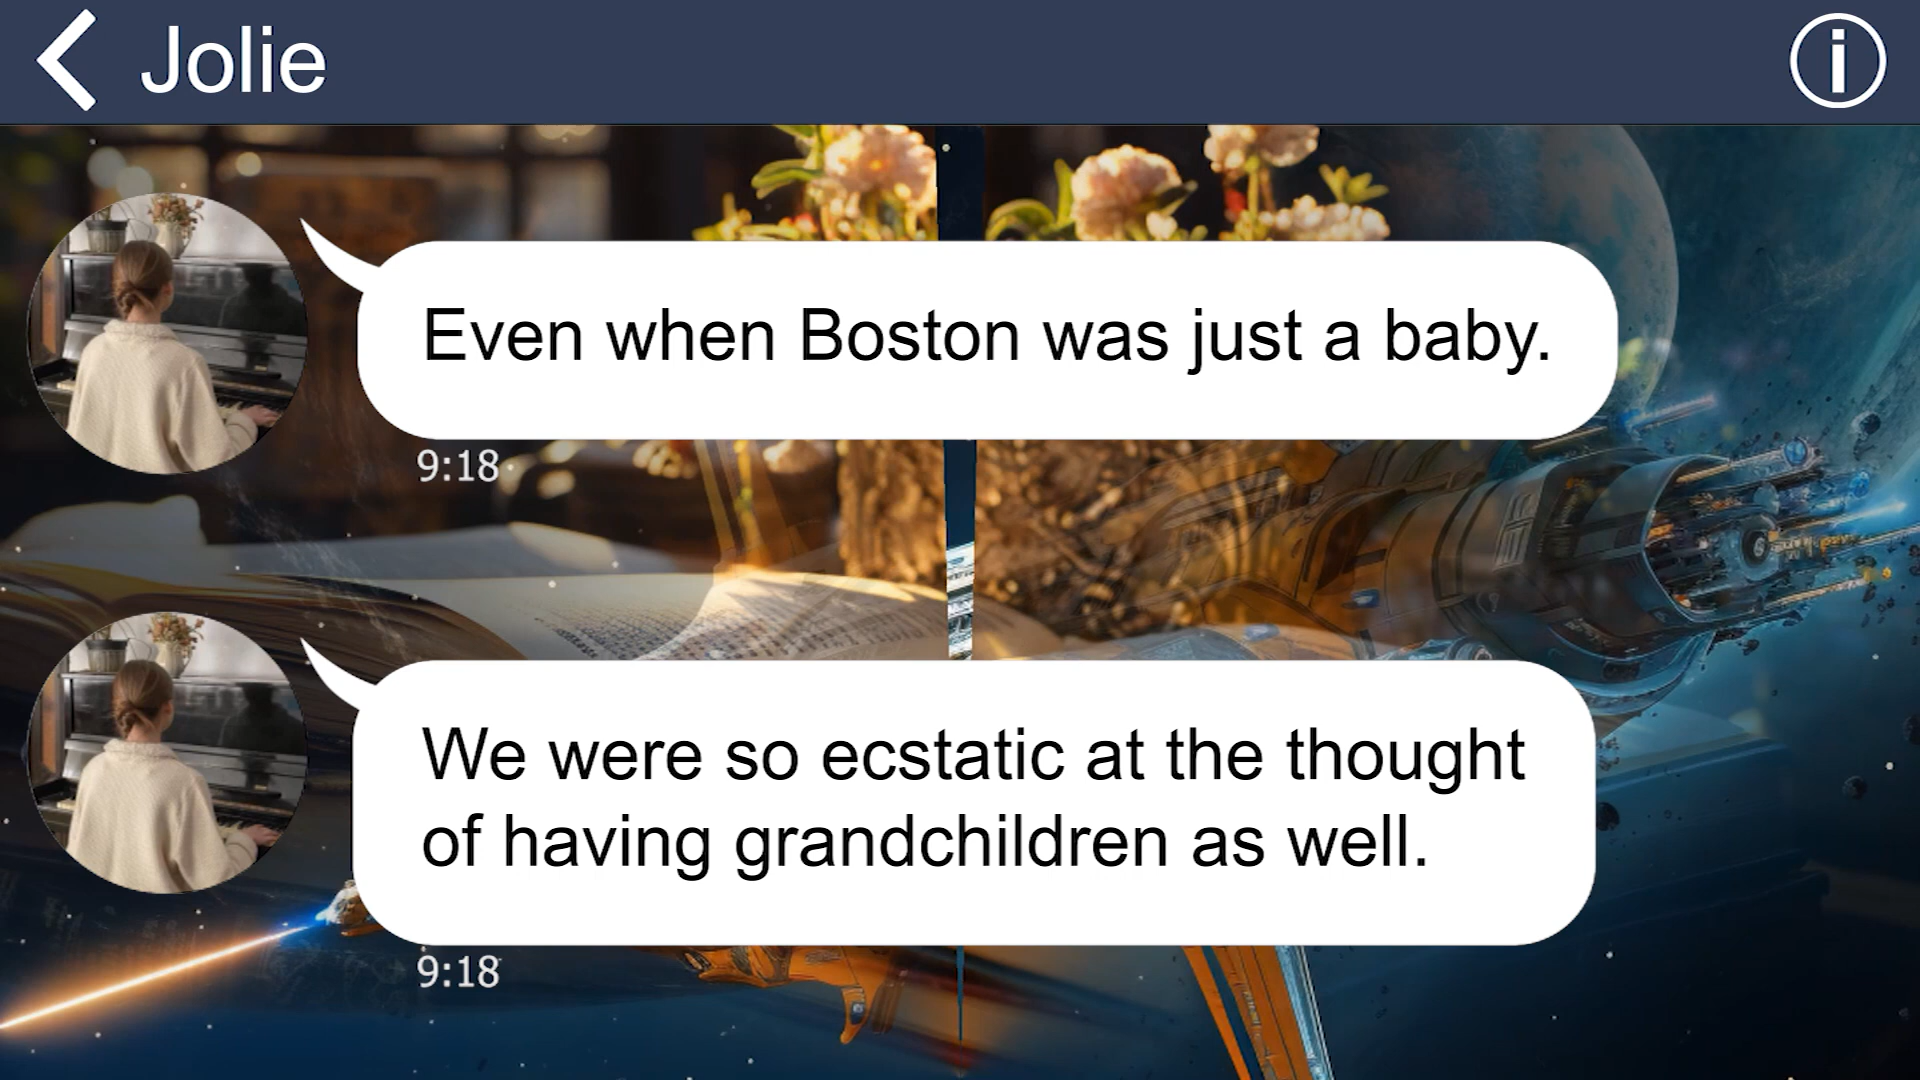 Jolie
Even when Boston was just a baby.
9:18
We were so ecstatic at the thought
of having grandchildren as well.
9:18